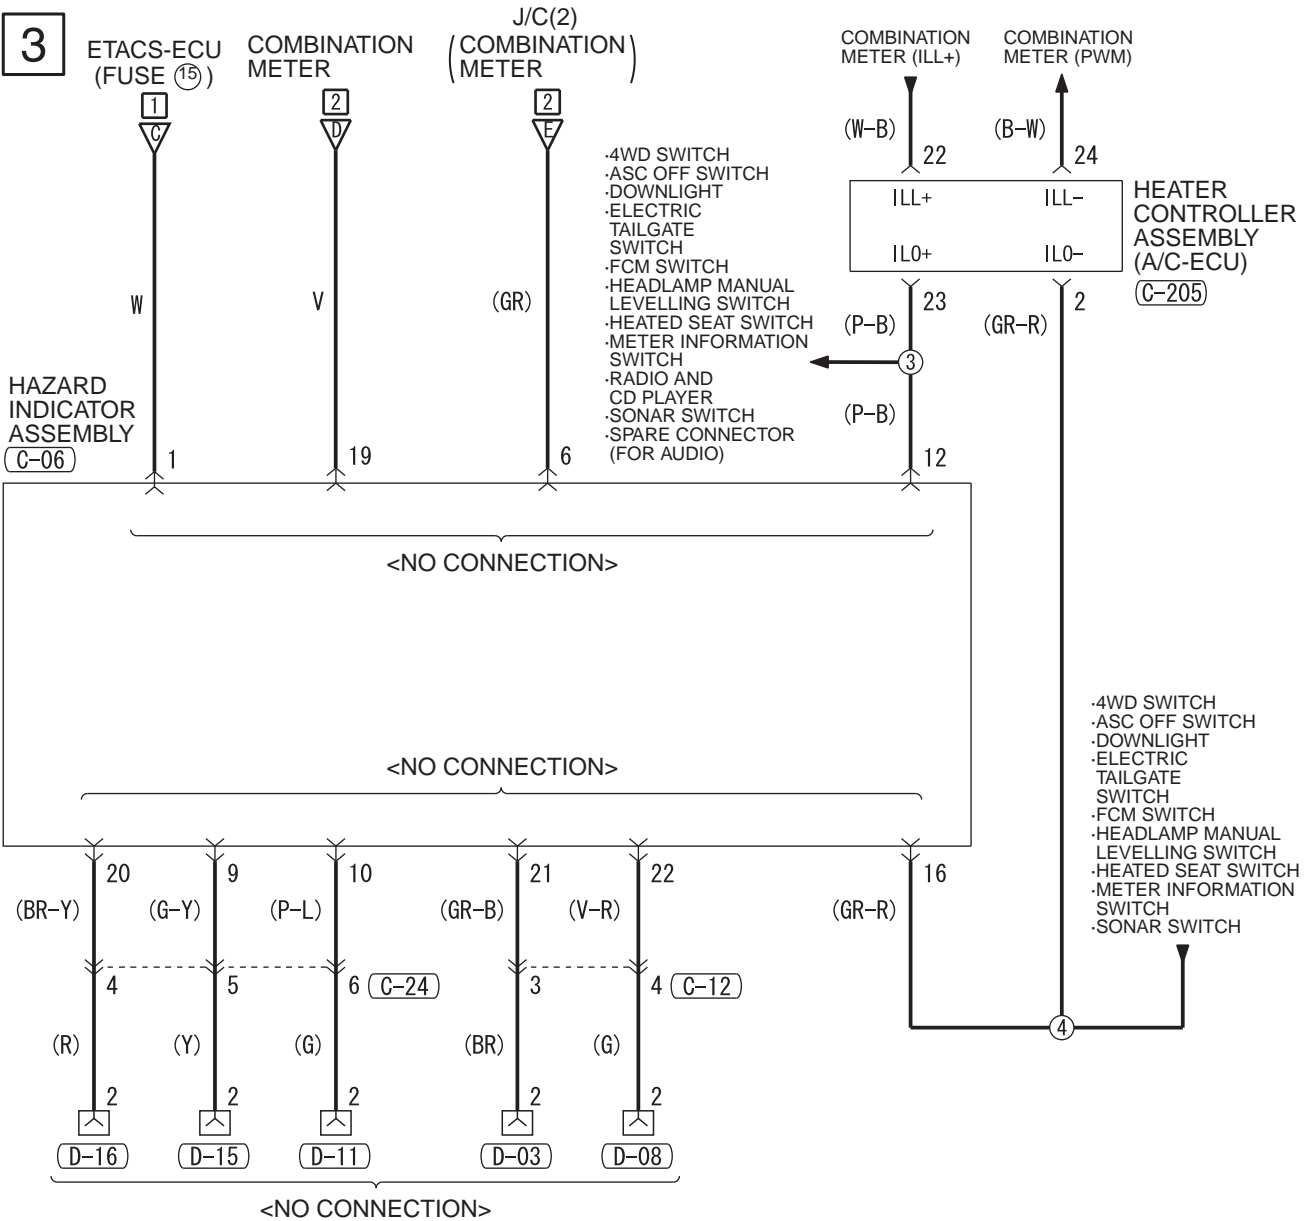 3
ETACS-ECU
(FUSE ⑮)
1
C
COMBINATION
METER
2
D
J/C(2)
(COMBINATION
METER)
2
E
COMBINATION
METER (ILL+)
COMBINATION
METER (PWM)
(W-B)
22
(B-W)
24
·4WD SWITCH
·ASC OFF SWITCH
·DOWNLIGHT
·ELECTRIC
TAILGATE
SWITCH
·FCM SWITCH
·HEADLAMP MANUAL
LEVELLING SWITCH
·HEATED SEAT SWITCH
·METER INFORMATION
SWITCH
·RADIO AND
CD PLAYER
·SONAR SWITCH
·SPARE CONNECTOR
(FOR AUDIO)
ILL+ ILL-
ILO+ ILO-
HEATER
CONTROLLER
ASSEMBLY
(A/C-ECU)
C-205
W
V
(GR)
23
(P-B)
2
(GR-R)
3
(P-B)
HAZARD
INDICATOR
ASSEMBLY
C-06
1
19
6
12
<NO CONNECTION>
<NO CONNECTION>
·4WD SWITCH
·ASC OFF SWITCH
·DOWNLIGHT
·ELECTRIC
TAILGATE
SWITCH
·FCM SWITCH
·HEADLAMP MANUAL
LEVELLING SWITCH
·HEATED SEAT SWITCH
·METER INFORMATION
SWITCH
·SONAR SWITCH
20 9 10 21 22 16
(BR-Y) (G-Y) (P-L) (GR-B) (V-R) (GR-R)
4 5 6 C-24 3 4 C-12
4
(R) (Y) (G) (BR) (G)
2 2 2 2 2
D-16 D-15 D-11 D-03 D-08
<NO CONNECTION>